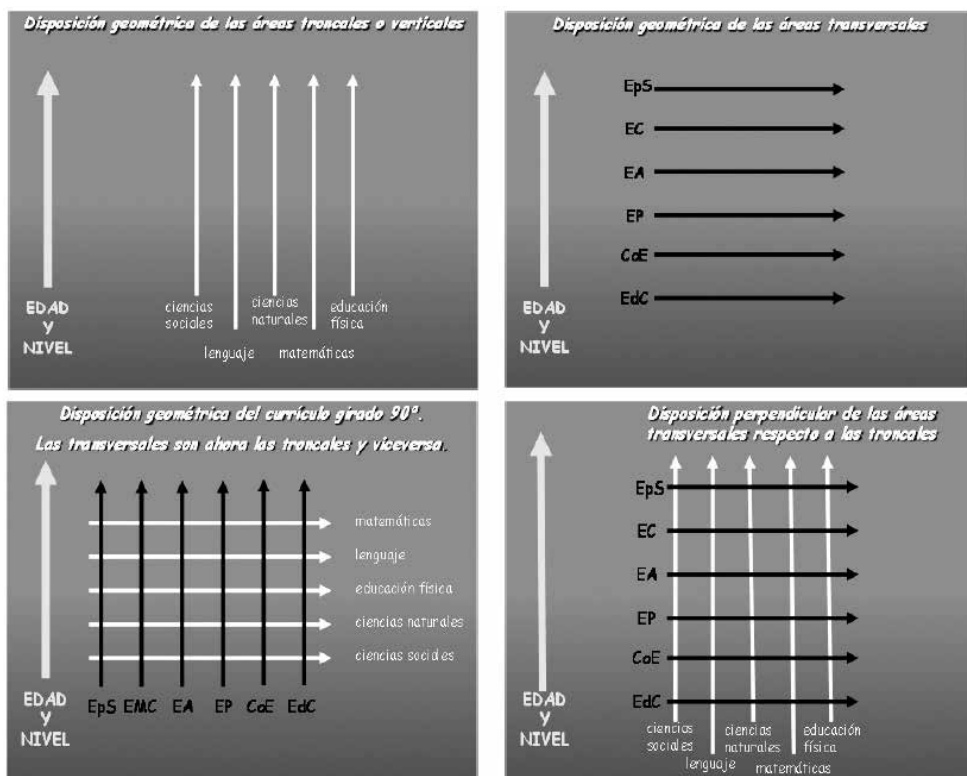 Disposición geométrica de las áreas troncales o verticales
EDAD
y
NIVEL
ciencias
sociales
lenguaje
ciencias
naturales
matemáticas
educación
física
Disposición geométrica de las áreas transversales
EpS
EC
EA
EP
CoE
EdC
EDAD
y
NIVEL
Disposición geométrica del currículo girado 90º.
Las transversales son ahora las troncales y viceversa.
matemáticas
lenguaje
educación física
ciencias naturales
ciencias sociales
EDAD
y
NIVEL
EpS EMC EA EP CoE EdC
Disposición perpendicular de las áreas
transversales respecto a las troncales
EpS
EC
EA
EP
CoE
EdC
EDAD
y
NIVEL
ciencias
sociales
lenguaje
ciencias
naturales
matemáticas
educación
física